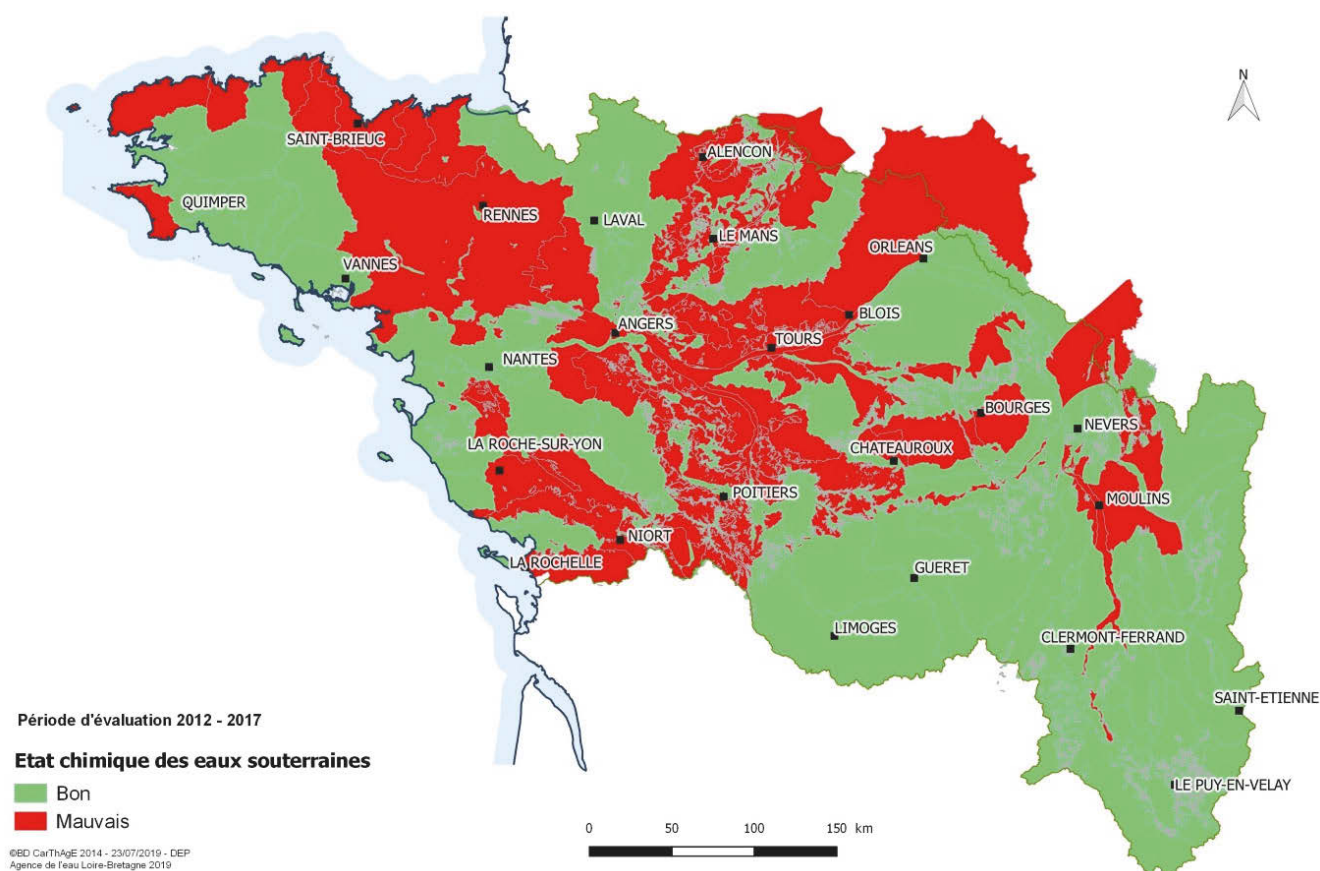 N
ALENCON
SAINT-BRIEUC
QUIMPER
RENNES
LAVAL
LE MANS
ORLEANS
VANNES
BLOIS
ANGERS
TOURS
NANTES
BOURGES
NEVERS
LA ROCHE-SUR-YON
CHATEAUROUX
POITIERS
MOULINS
NIORT
LA ROCHELLE
GUERET
LIMOGES
CLERMONT-FERRAND
SAINT-ETIENNE
LE PUY-EN-VELAY
Période d'évaluation 2012 - 2017
Etat chimique des eaux souterraines
Bon
Mauvais
0 50 100 150 km
©BD CarThAgE 2014 - 23/07/2019 - DEP
Agence de l'eau Loire-Bretagne 2019